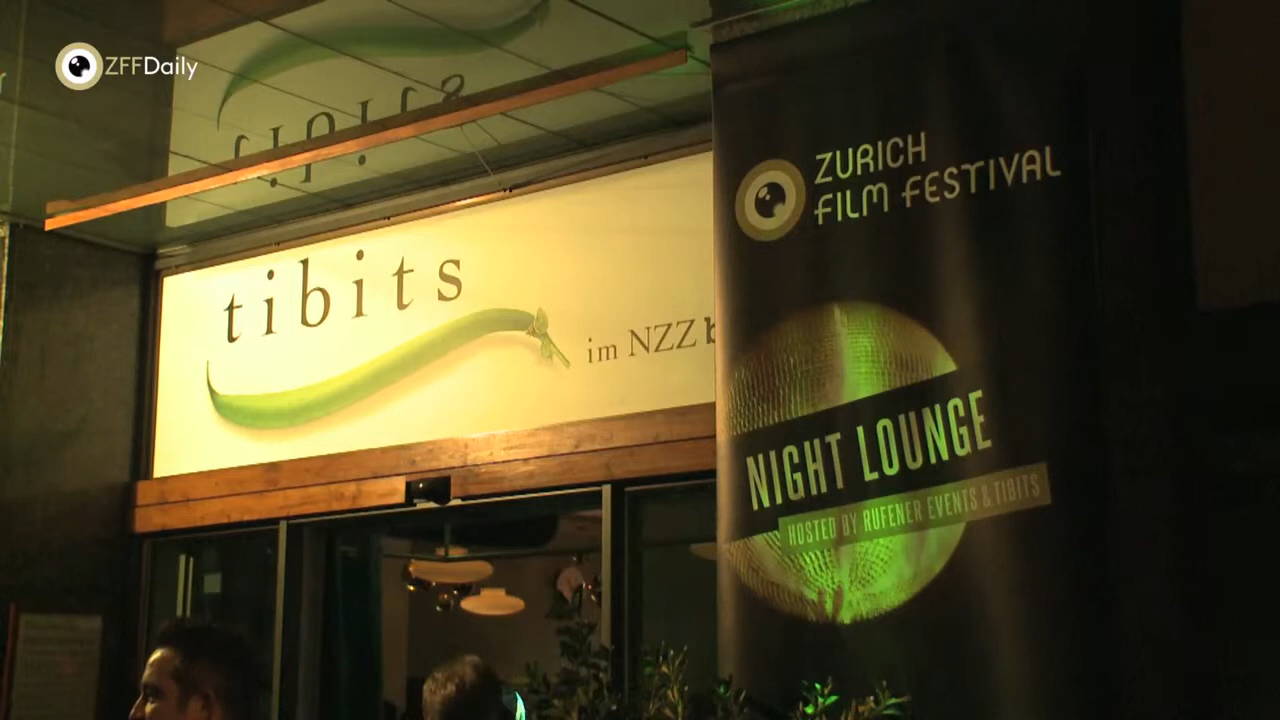 ZFFDaily
tibits
im NZZ b
ZURICH
FILM FESTIVAL
NIGHT LOUNGE
HOSTED BY RUFENER EVENTS & TIBITS